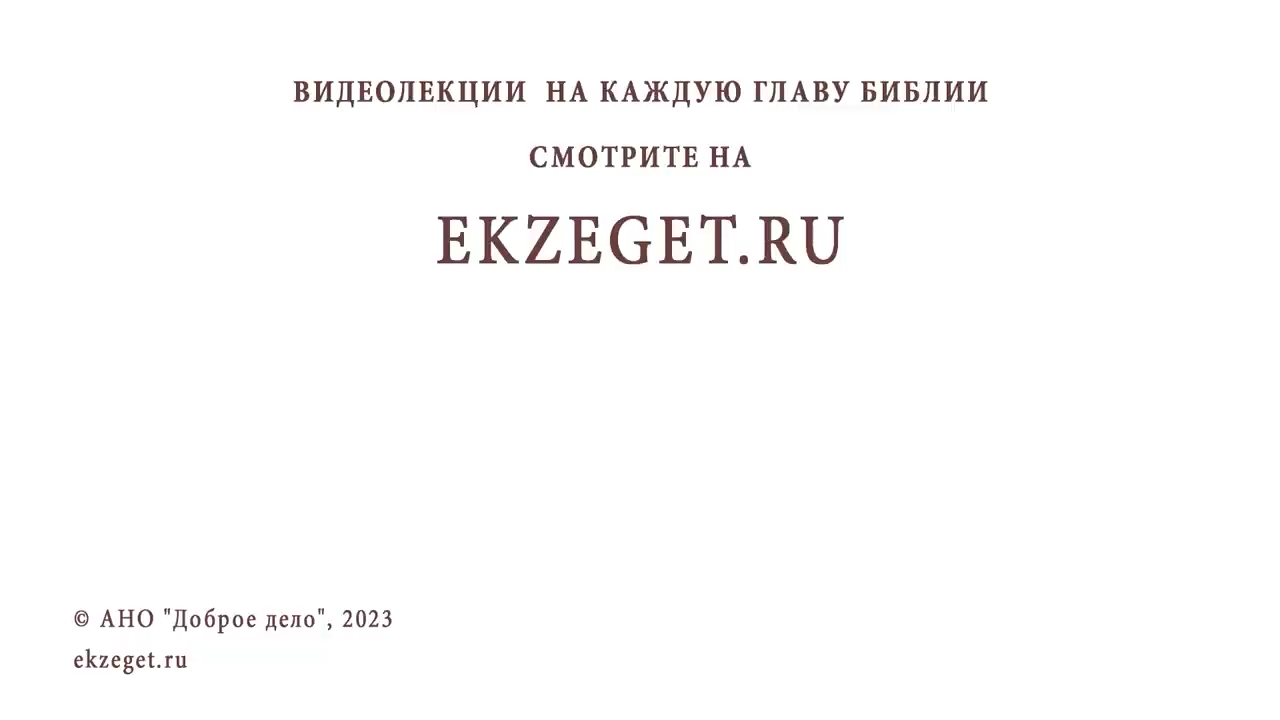 ВИДЕОЛЕКЦИИ НА КАЖДУЮ ГЛАВУ БИБЛИИ
СМОТРИТЕ НА
EKZEGET.RU
© АНО "Доброе дело", 2023
ekzeget.ru